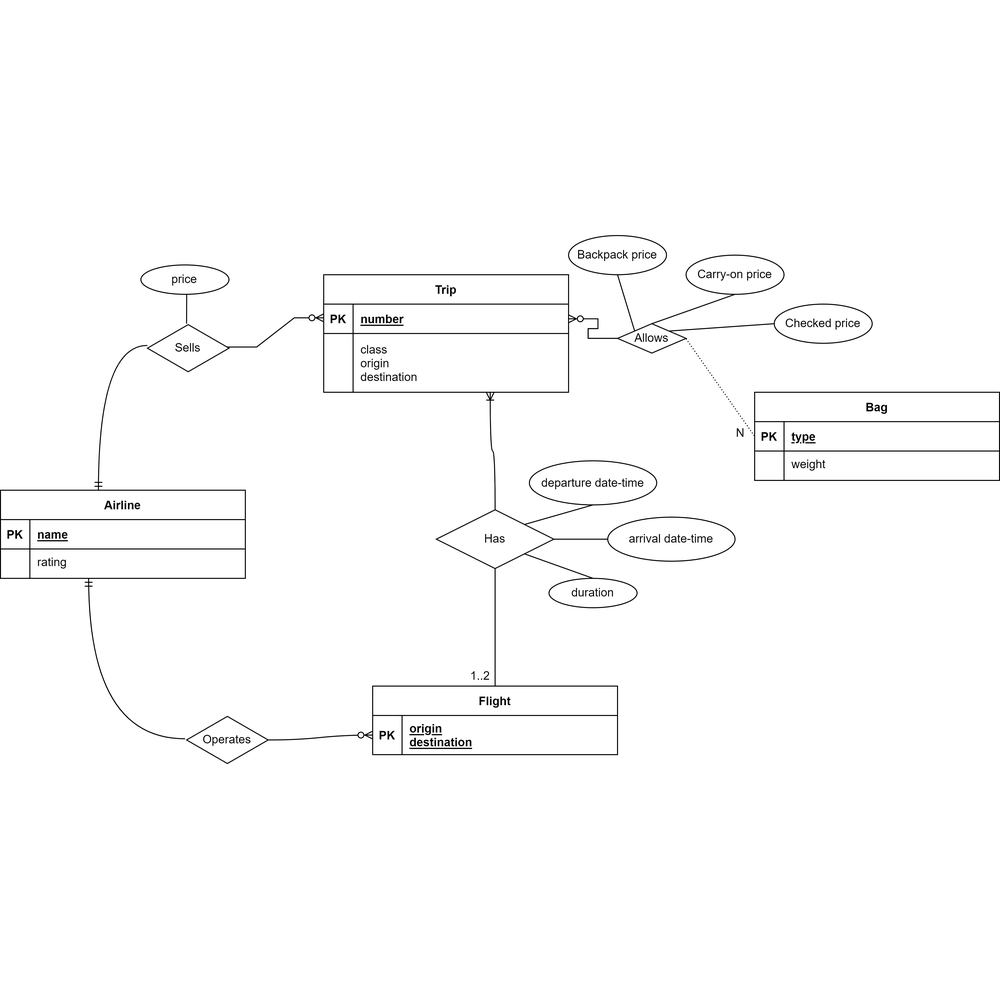 Backpack price
Carry-on price
price
Trip
PK number
Checked price
Sells
Allows
class
origin
destination
Bag
N
PK type
weight
departure date-time
Airline
PK name
Has
arrival date-time
rating
duration
1..2
Flight
PK origin
destination
Operates